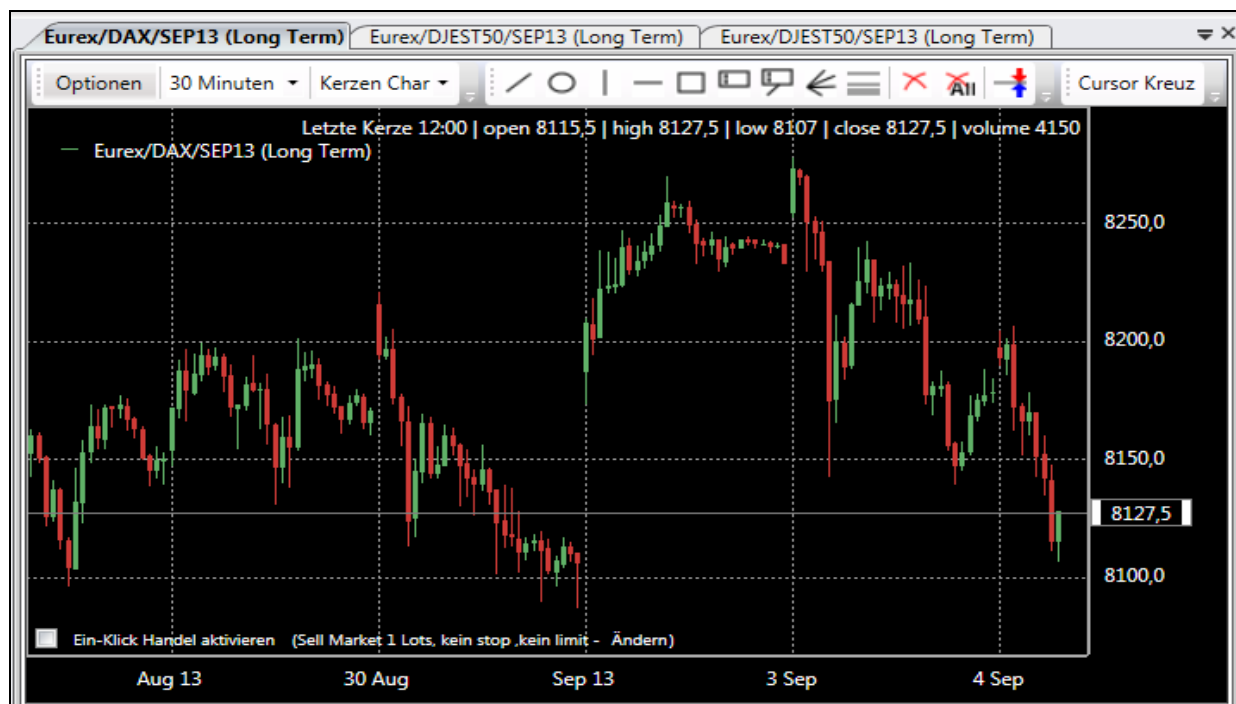 Eurex/DAX/SEP13 (Long Term) Eurex/DJEST50/SEP13 (Long Term) Eurex/DJEST50/SEP13 (Long Term)
Optionen 30 Minuten Kerzen Char All Cursor Kreuz
Letzte Kerze 12:00 | open 8115,5 | high 8127,5 | low 8107 | close 8127,5 | volume 4150
Eurex/DAX/SEP13 (Long Term)
8250,0
8200,0
8150,0
8127,5
8100,0
Ein-Klick Handel aktivieren (Sell Market 1 Lots, kein stop ,kein limit - Ändern)
Aug 13 30 Aug Sep 13 3 Sep 4 Sep